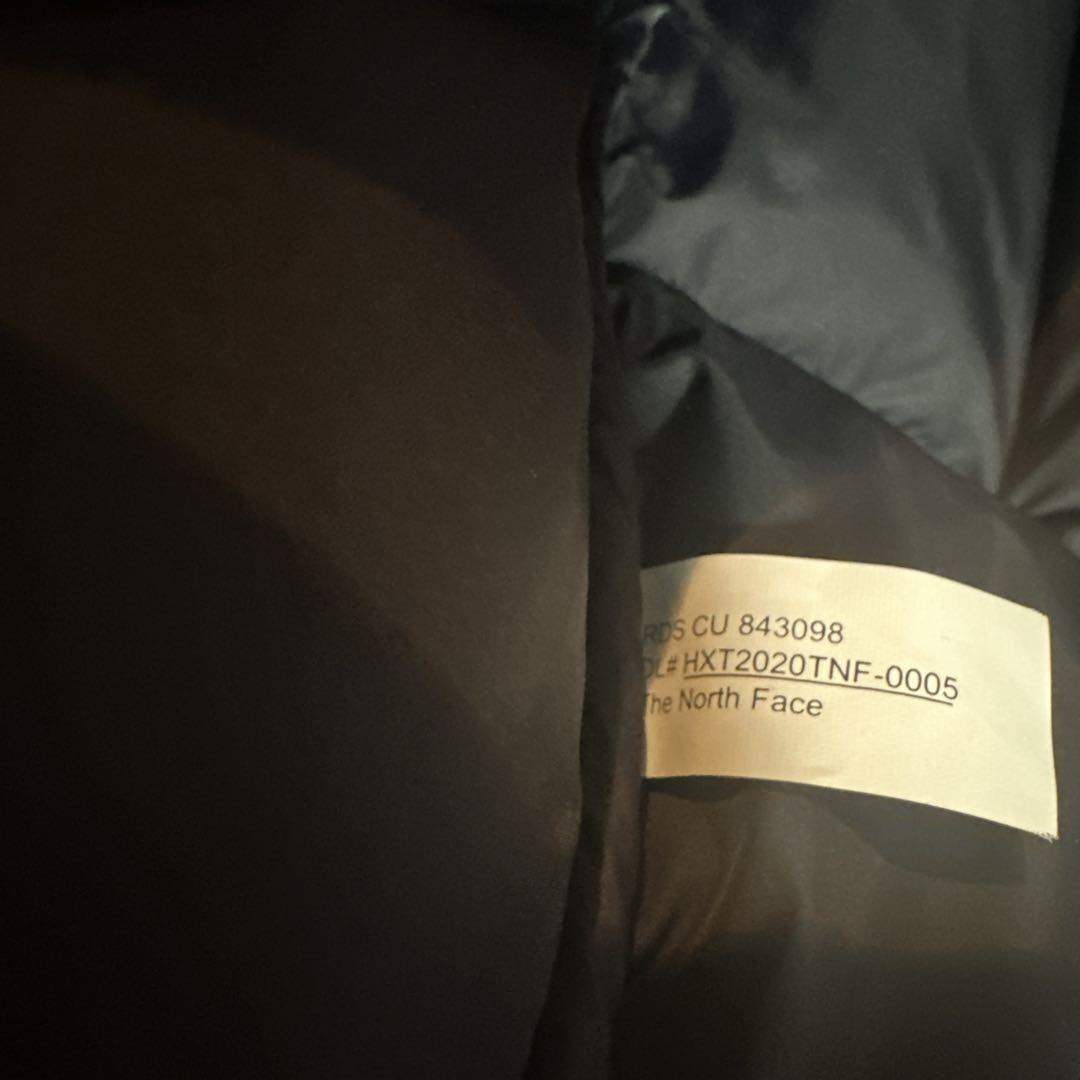 RDS CU 843098
DL# HXT2020TNF-0005
The North Face